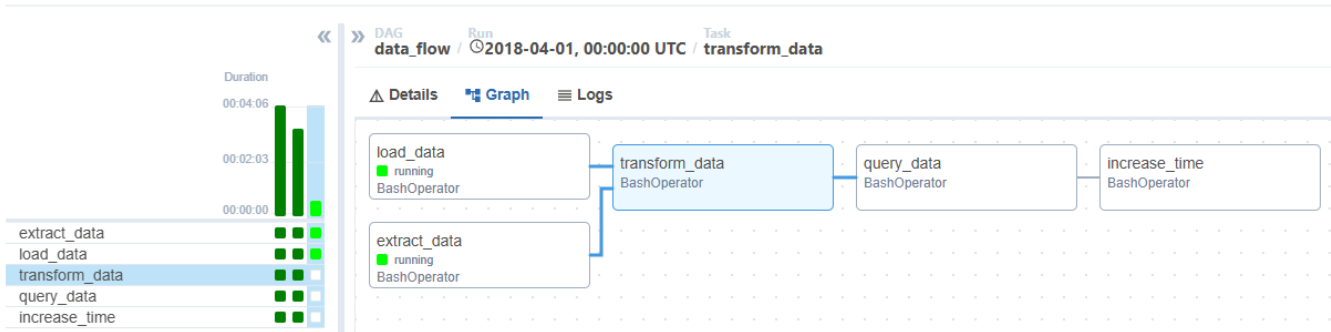 DAG Run Task
data_flow / 2018-04-01, 00:00:00 UTC / transform_data
Duration
00:04:06
00:02:03
00:00:00
extract_data
load_data
transform_data
query_data
increase_time
Details Graph Logs
load_data
running
BashOperator
extract_data
running
BashOperator
transform_data
BashOperator
query_data
BashOperator
increase_time
BashOperator